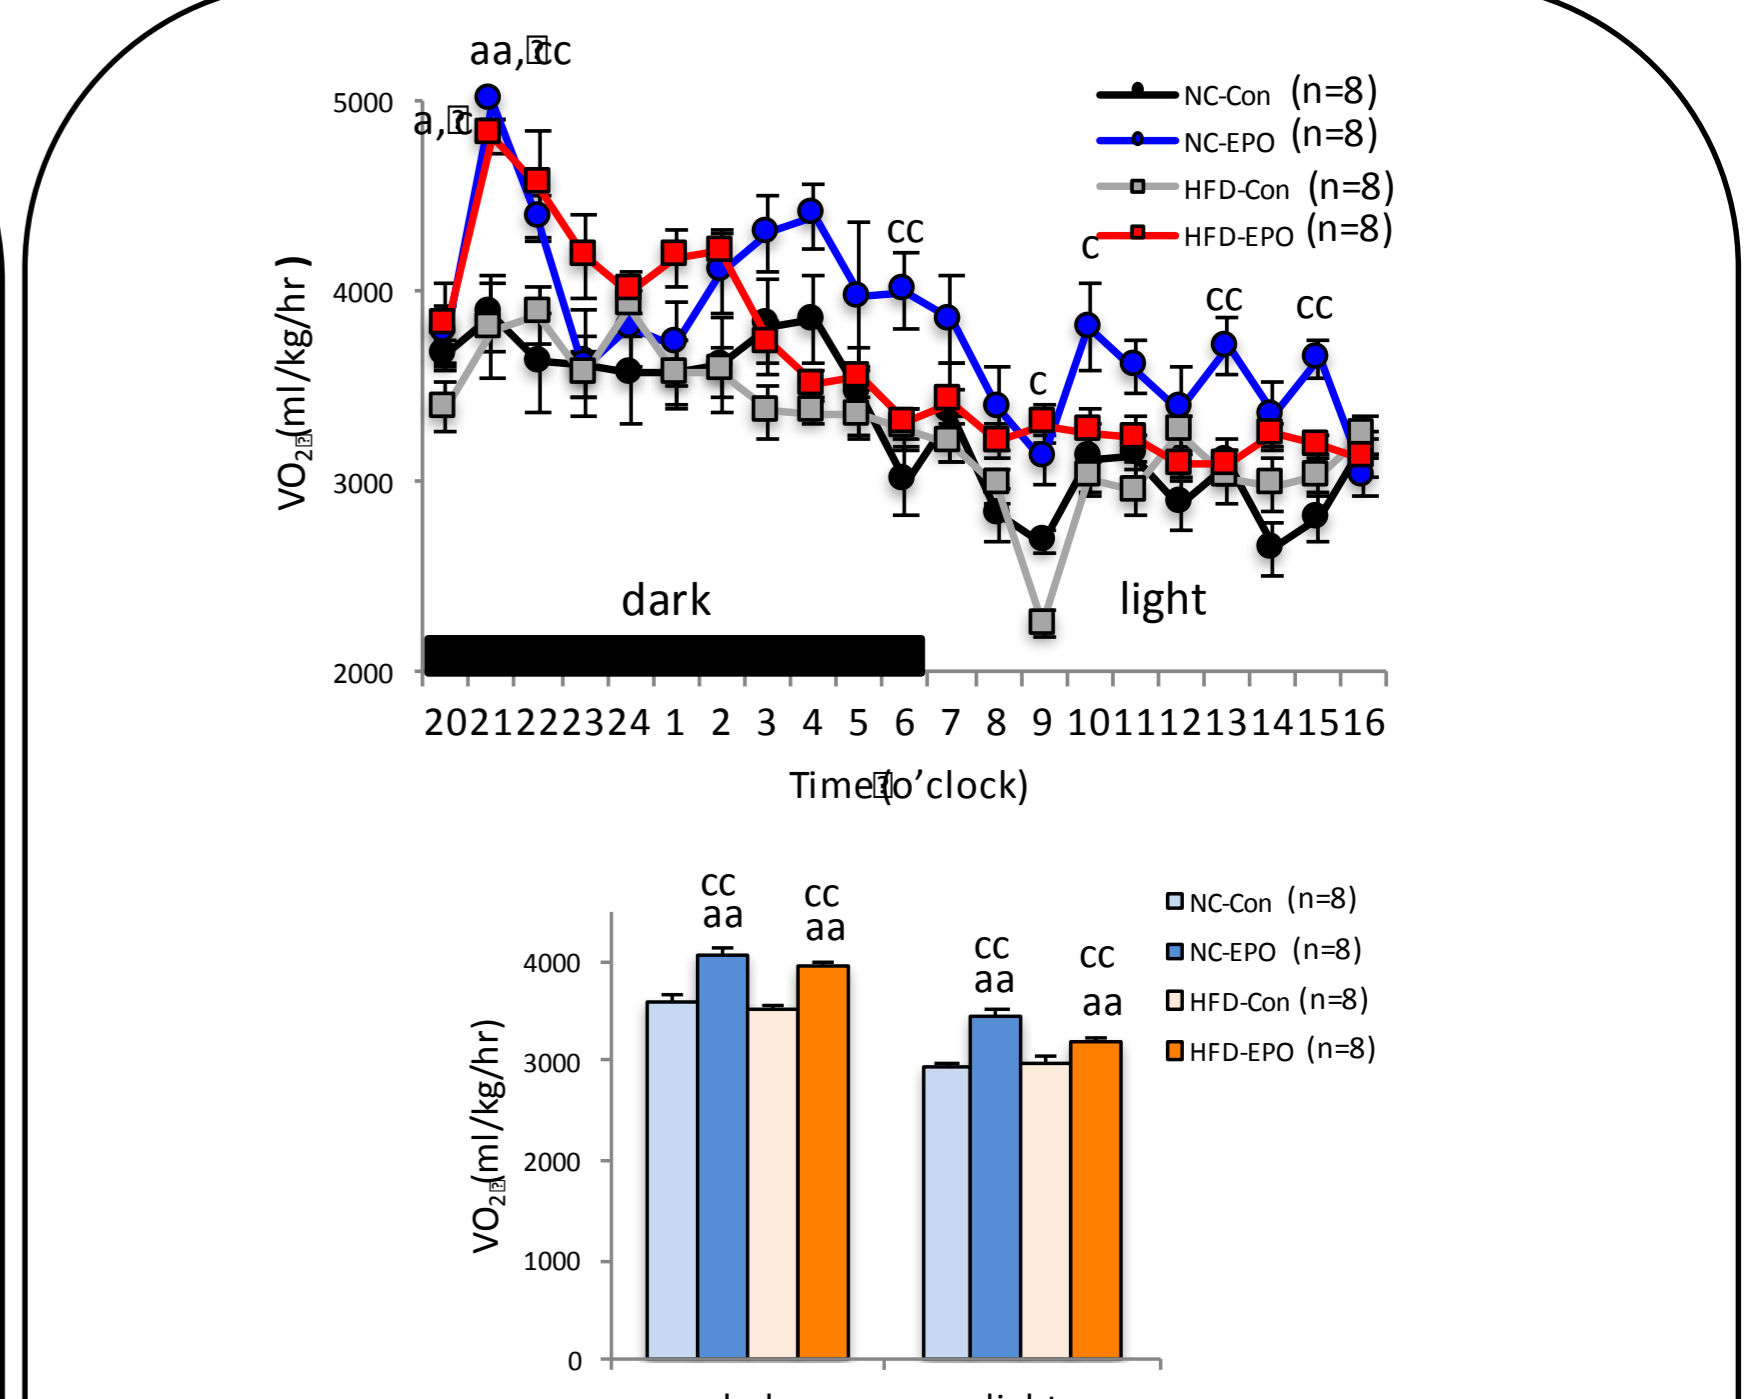 aa, cc
a, c
5000
4000
3000
2000
VO2 (ml/kg/hr )
NC-Con (n=8)
NC-EPO (n=8)
HFD-Con (n=8)
HFD-EPO (n=8)
cc
c
c
cc
cc
dark
light
20 21 22 23 24 1 2 3 4 5 6 7 8 9 10 11 12 13 14 15 16
Time (o’clock)
cc
aa
cc
aa
cc
aa
cc
aa
4000
3000
2000
1000
0
VO2 (ml/kg/hr)
NC-Con (n=8)
NC-EPO (n=8)
HFD-Con (n=8)
HFD-EPO (n=8)